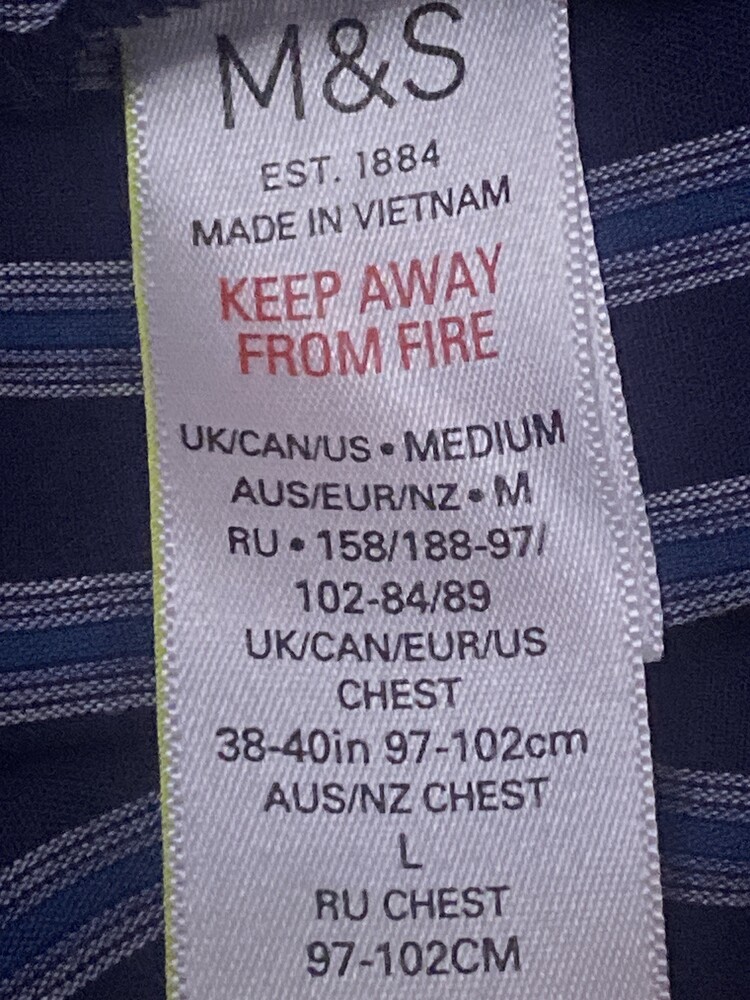 M&S
EST. 1884
MADE IN VIETNAM
KEEP AWAY
FROM FIRE
UK/CAN/US • MEDIUM
AUS/EUR/NZ • M
RU • 158/188-97/
102-84/89
UK/CAN/EUR/US
CHEST
38-40in 97-102cm
AUS/NZ CHEST
L
RU CHEST
97-102CM